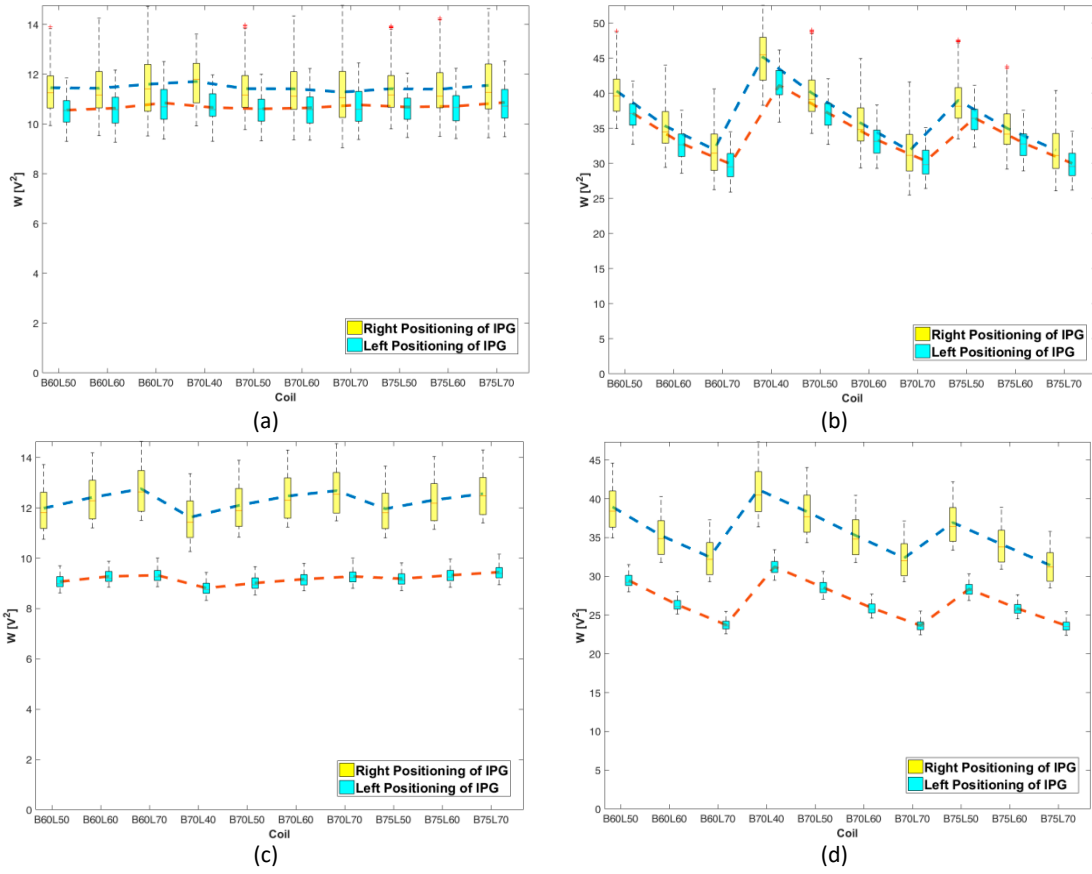 14
12
10
8
6
4
2
0
W [V²]
B60L50 B60L60 B60L70 B70L40 B70L50 B70L60 B70L70 B75L50 B75L60 B75L70
Coil
Right Positioning of IPG
Left Positioning of IPG
(a)
50
45
40
35
30
25
20
15
10
5
0
W [V²]
B60L50 B60L60 B60L70 B70L40 B70L50 B70L60 B70L70 B75L50 B75L60 B75L70
Coil
Right Positioning of IPG
Left Positioning of IPG
(b)
14
12
10
8
6
4
2
0
W [V²]
B60L50 B60L60 B60L70 B70L40 B70L50 B70L60 B70L70 B75L50 B75L60 B75L70
Coil
Right Positioning of IPG
Left Positioning of IPG
(c)
45
40
35
30
25
20
15
10
5
0
W [V²]
B60L50 B60L60 B60L70 B70L40 B70L50 B70L60 B70L70 B75L50 B75L60 B75L70
Coil
Right Positioning of IPG
Left Positioning of IPG
(d)